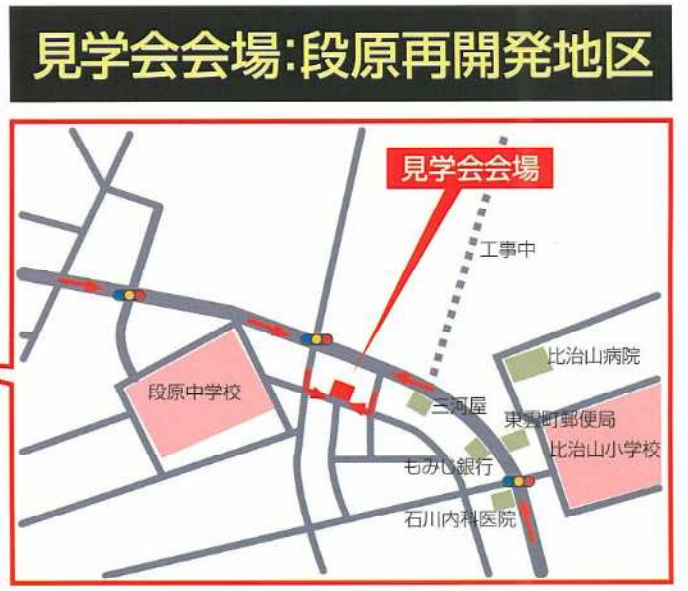 見学会会場:段原再開発地区
見学会会場
工事中
比治山病院
段原中学校
三河屋
東雲町郵便局
比治山小学校
もみじ銀行
石川内科医院